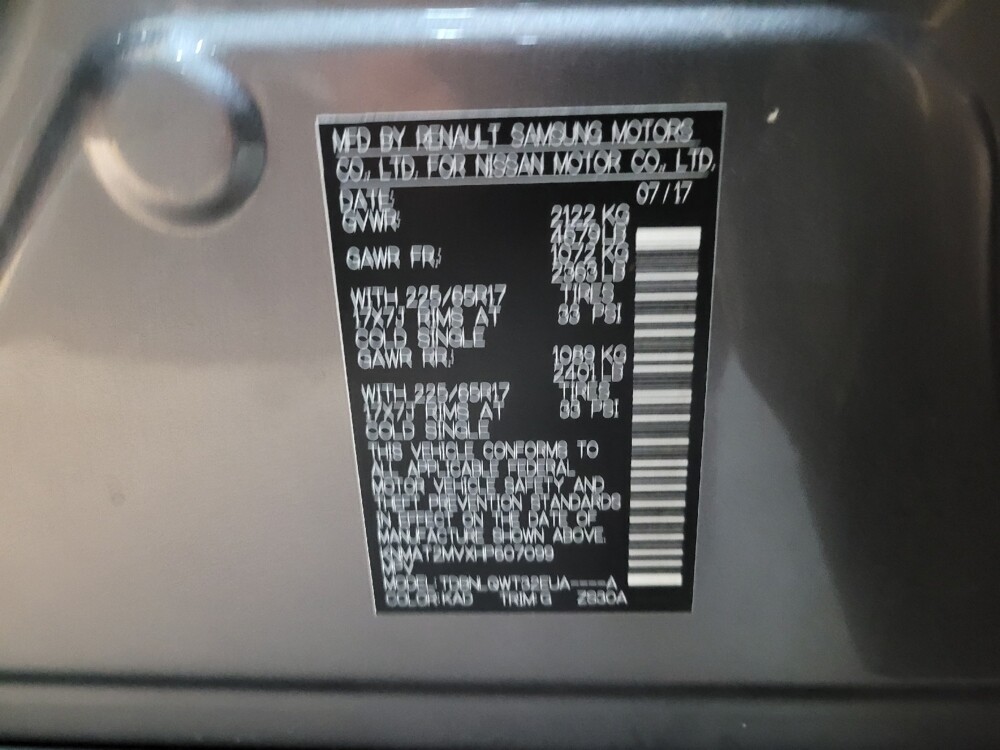 MFD BY RENAULT SAMSUNG MOTORS
CO., LTD. FOR NISSAN MOTOR CO., LTD.
DATE: 07/17
GVWR: 2122 KG
4679 LB
GAWR FR: 1072 KG
2363 LB
WITH 225/65R17 TIRES
17X7J RIMS AT 33 PSI
COLD SINGLE
GAWR RR: 1089 KG
2401 LB
WITH 225/65R17 TIRES
17X7J RIMS AT 33 PSI
COLD SINGLE
THIS VEHICLE CONFORMS TO
ALL APPLICABLE FEDERAL
MOTOR VEHICLE SAFETY AND
THEFT PREVENTION STANDARDS
IN EFFECT ON THE DATE OF
MANUFACTURE SHOWN ABOVE.
KNMAT2MVXHP607099
MPV
MODEL: TDBNLQWT32EUA----A
COLOR: KAD TRIM: G Z830A